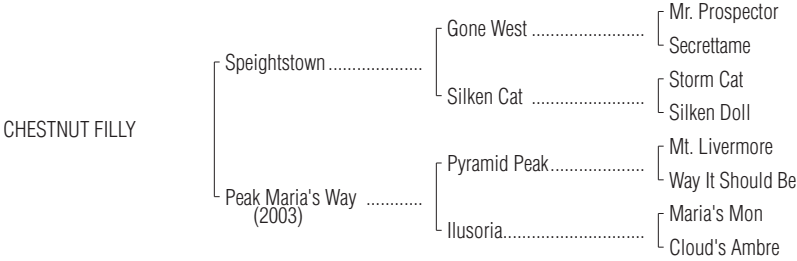 Mr. Prospector
Gone West ........................
Secrettame
Speightstown ....................
Storm Cat
Silken Cat ........................
Silken Doll
CHESTNUT FILLY
Mt. Livermore
Pyramid Peak....................
Way It Should Be
Peak Maria's Way ............
(2003)
Maria's Mon
Ilusoria..............................
Cloud's Ambre